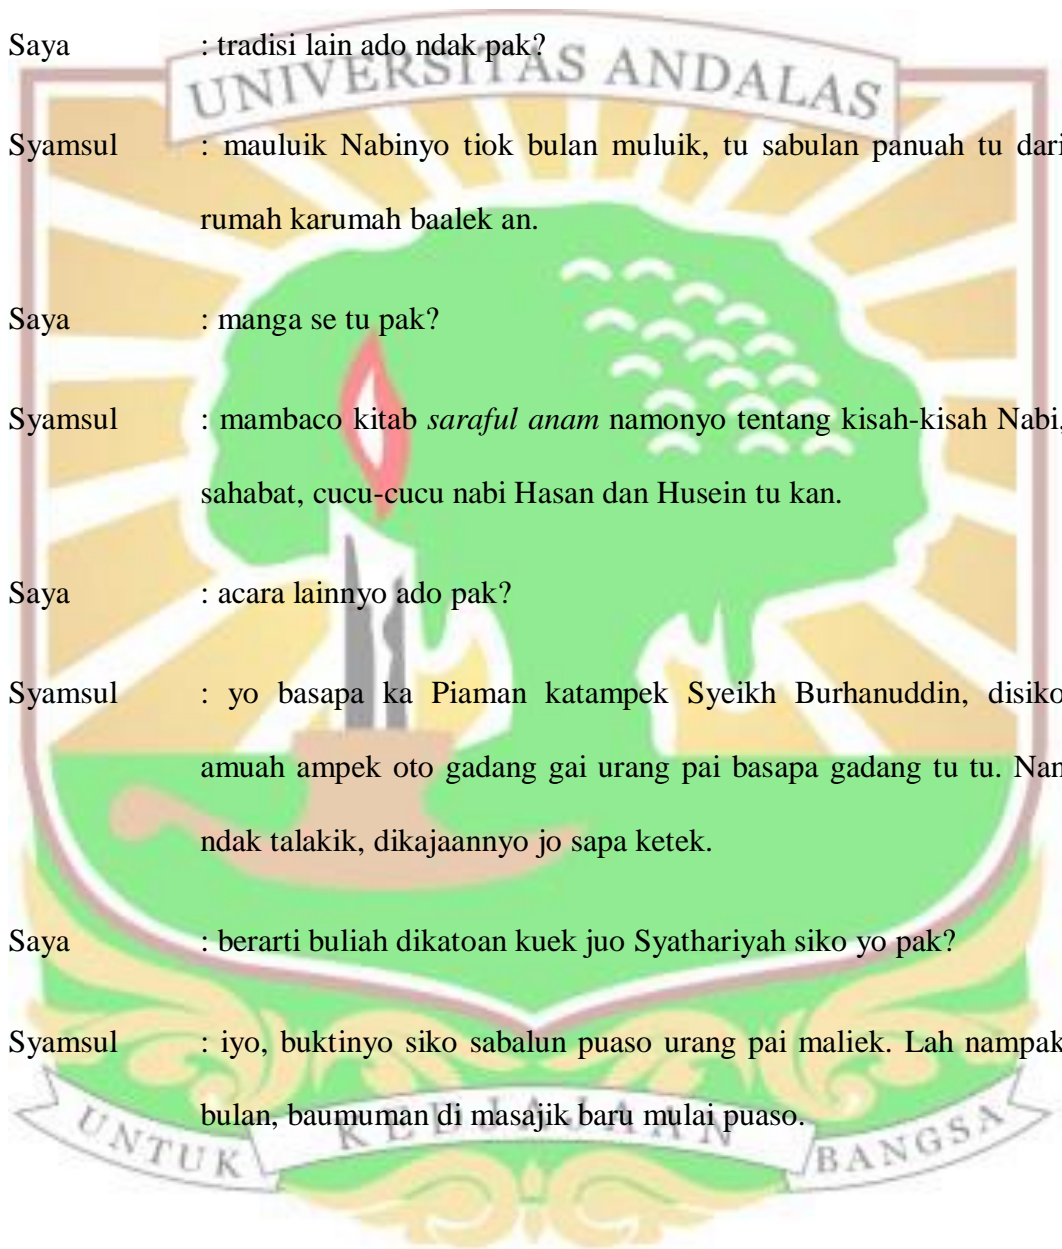 Saya : tradisi lain ado ndak pak?
UNIVERSITAS ANDALAS
Syamsul : mauluik Nabinyo tiok bulan muluik, tu sabulan panuah tu dari
rumah karumah baalek an.
Saya : manga se tu pak?
Syamsul : mambaco kitab saraful anam namonyo tentang kisah-kisah Nabi,
sahabat, cucu-cucu nabi Hasan dan Husein tu kan.
Saya : acara lainnyo ado pak?
Syamsul : yo basapa ka Piaman katampek Syeikh Burhanuddin, disiko
amuah ampek oto gadang gai urang pai basapa gadang tu tu. Nan
ndak talakik, dikajaannyo jo sapa ketek.
Saya : berarti buliah dikatoan kuek juo Syathariyah siko yo pak?
Syamsul : iyo, buktinyo siko sabalun puaso urang pai maliek. Lah nampak
bulan, baumuman di masajik baru mulai puaso.
UNTUK KEDJAJAAN BANGSA